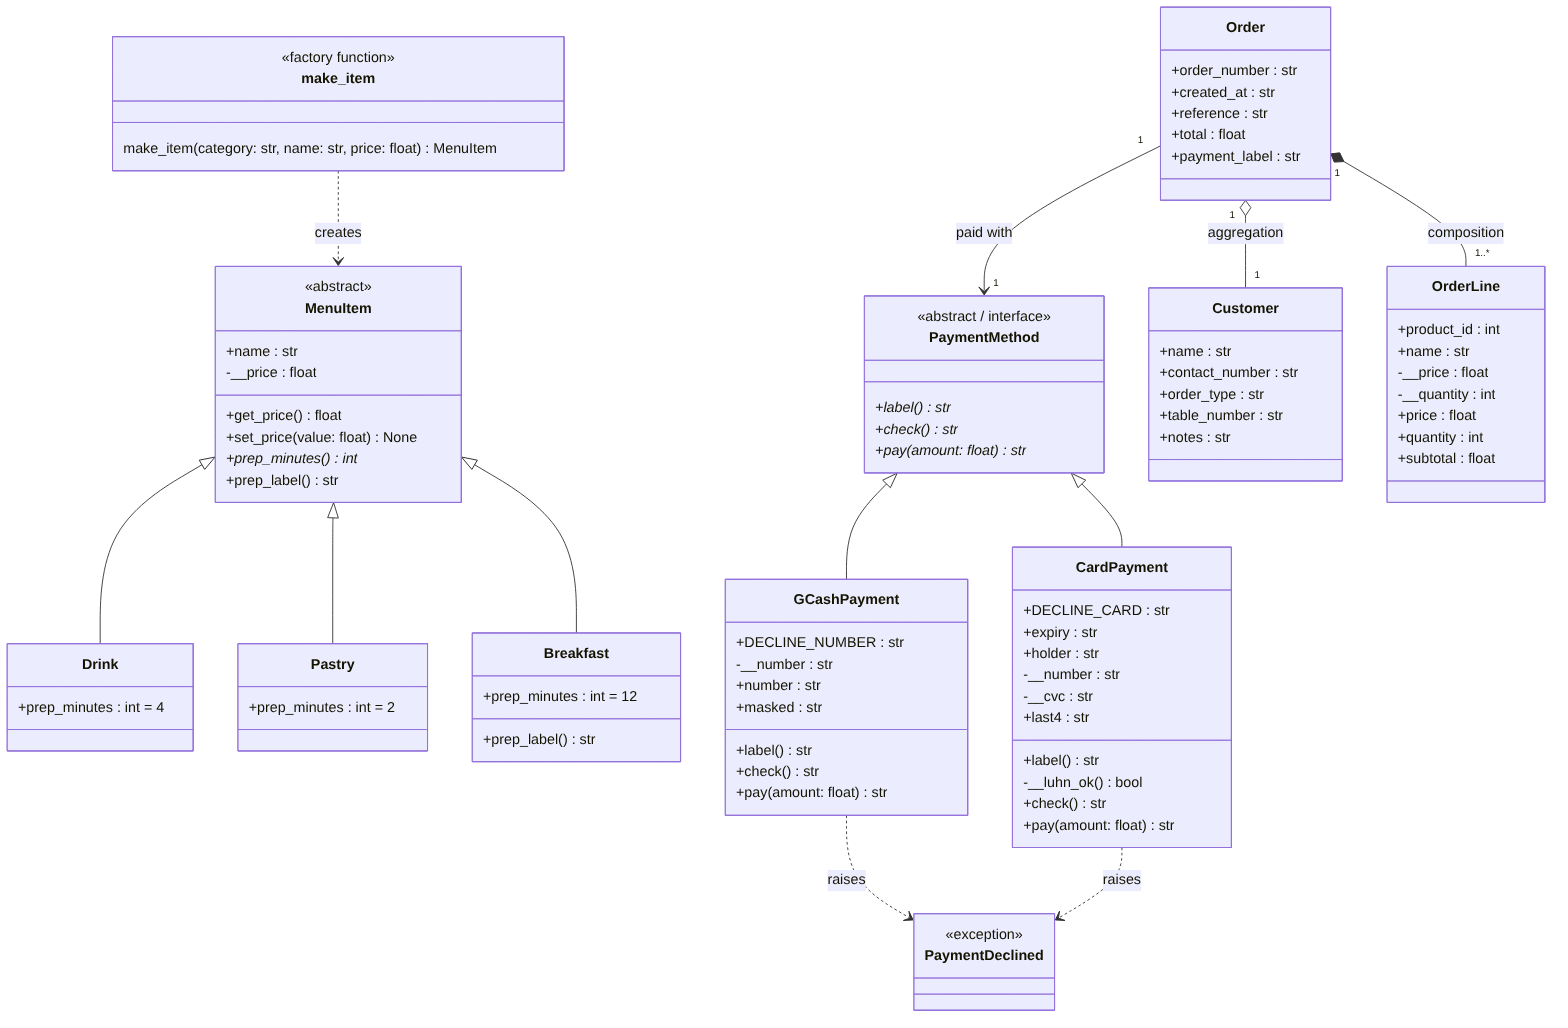 «factory function»
make_item
make_item(category: str, name: str, price: float) : MenuItem
creates
«abstract»
MenuItem
+name : str
-__price : float
+get_price() : float
+set_price(value: float) : None
+prep_minutes() : int
+prep_label() : str
Drink
+prep_minutes : int = 4
Pastry
+prep_minutes : int = 2
Breakfast
+prep_minutes : int = 12
+prep_label() : str
Order
+order_number : str
+created_at : str
+reference : str
+total : float
+payment_label : str
1
paid with
1
1
aggregation
1
1
composition
1..*
«abstract / interface»
PaymentMethod
+label() : str
+check() : str
+pay(amount: float) : str
Customer
+name : str
+contact_number : str
+order_type : str
+table_number : str
+notes : str
OrderLine
+product_id : int
+name : str
-__price : float
-__quantity : int
+price : float
+quantity : int
+subtotal : float
GCashPayment
+DECLINE_NUMBER : str
-__number : str
+number : str
+masked : str
+label() : str
+check() : str
+pay(amount: float) : str
CardPayment
+DECLINE_CARD : str
+expiry : str
+holder : str
-__number : str
-__cvc : str
+last4 : str
+label() : str
-__luhn_ok() : bool
+check() : str
+pay(amount: float) : str
raises
raises
«exception»
PaymentDeclined